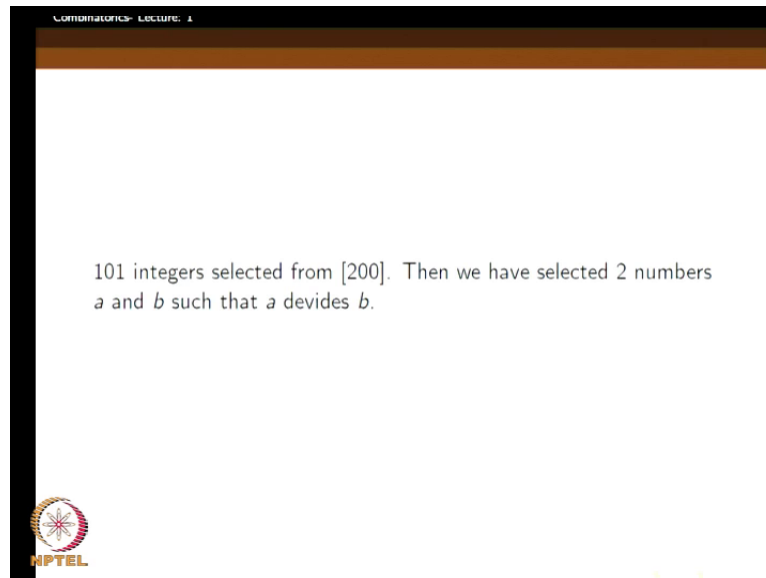 Combinatorics- Lecture: 1
101 integers selected from [200]. Then we have selected 2 numbers
a and b such that a devides b.
NPTEL